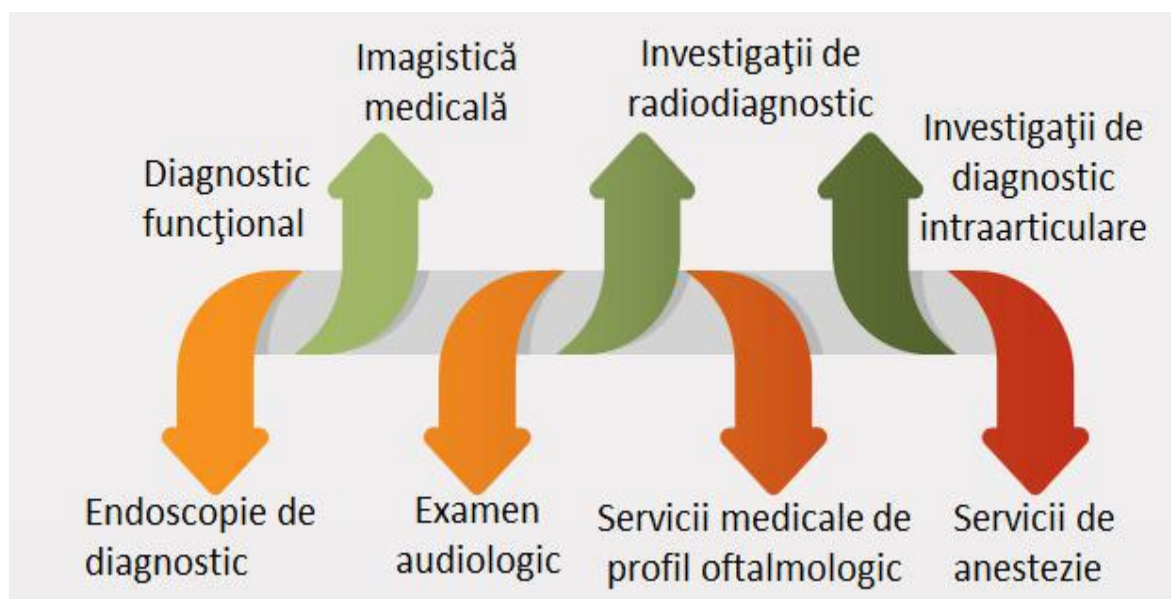 Imagistică
medicală
Investigaţii de
radiodiagnostic
Investigaţii de
diagnostic
intraarticulare
Diagnostic
funcţional
Endoscopie de
diagnostic
Examen
audiologic
Servicii medicale de
profil oftalmologic
Servicii de
anestezie